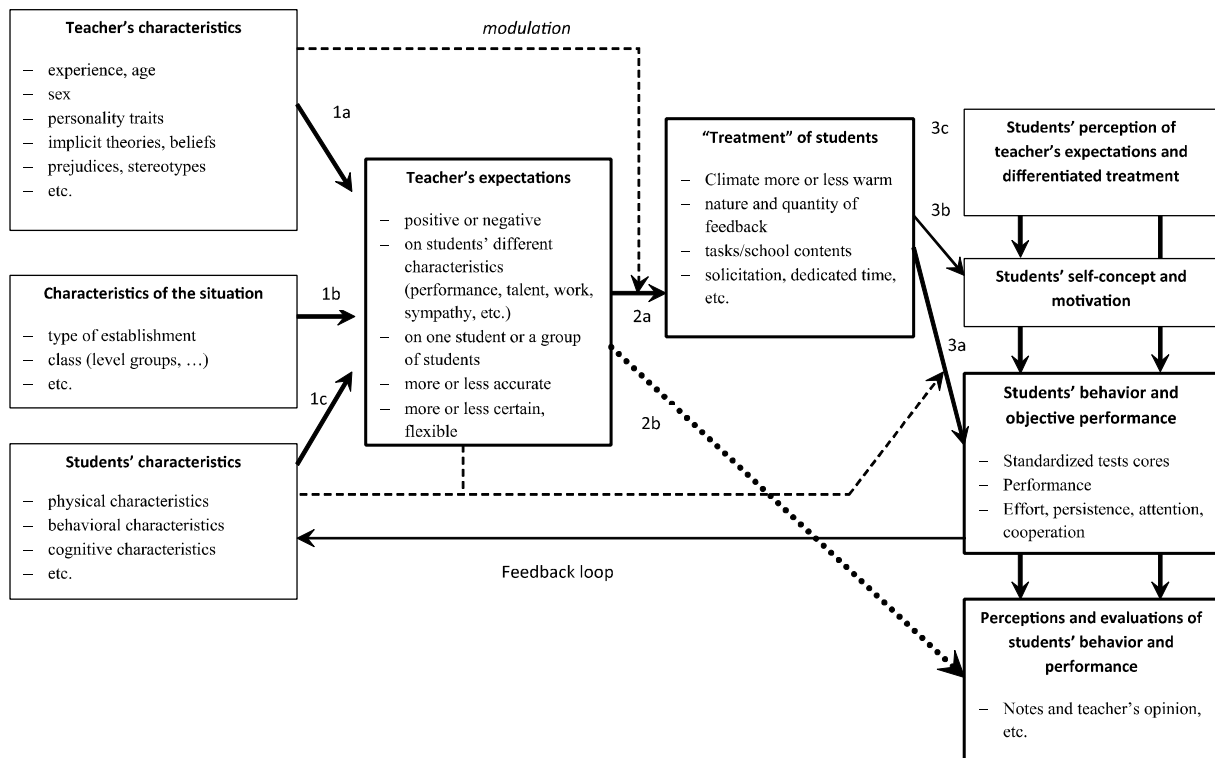 Teacher's characteristics
– experience, age
– sex
– personality traits
– implicit theories, beliefs
– prejudices, stereotypes
– etc.
modulation
1a
Characteristics of the situation
– type of establishment
– class (level groups, …)
– etc.
1b
Students' characteristics
– physical characteristics
– behavioral characteristics
– cognitive characteristics
– etc.
1c
Teacher's expectations
– positive or negative
– on students' different
characteristics
(performance, talent, work,
sympathy, etc.)
– on one student or a group
of students
– more or less accurate
– more or less certain,
flexible
2a
2b
"Treatment" of students
– Climate more or less warm
– nature and quantity of
feedback
– tasks/school contents
– solicitation, dedicated time,
etc.
3c
3b
3a
Students' perception of
teacher's expectations and
differentiated treatment
Students' self-concept and
motivation
Students' behavior and
objective performance
– Standardized tests cores
– Performance
– Effort, persistence, attention,
cooperation
Feedback loop
Perceptions and evaluations of
students' behavior and
performance
– Notes and teacher's opinion,
etc.